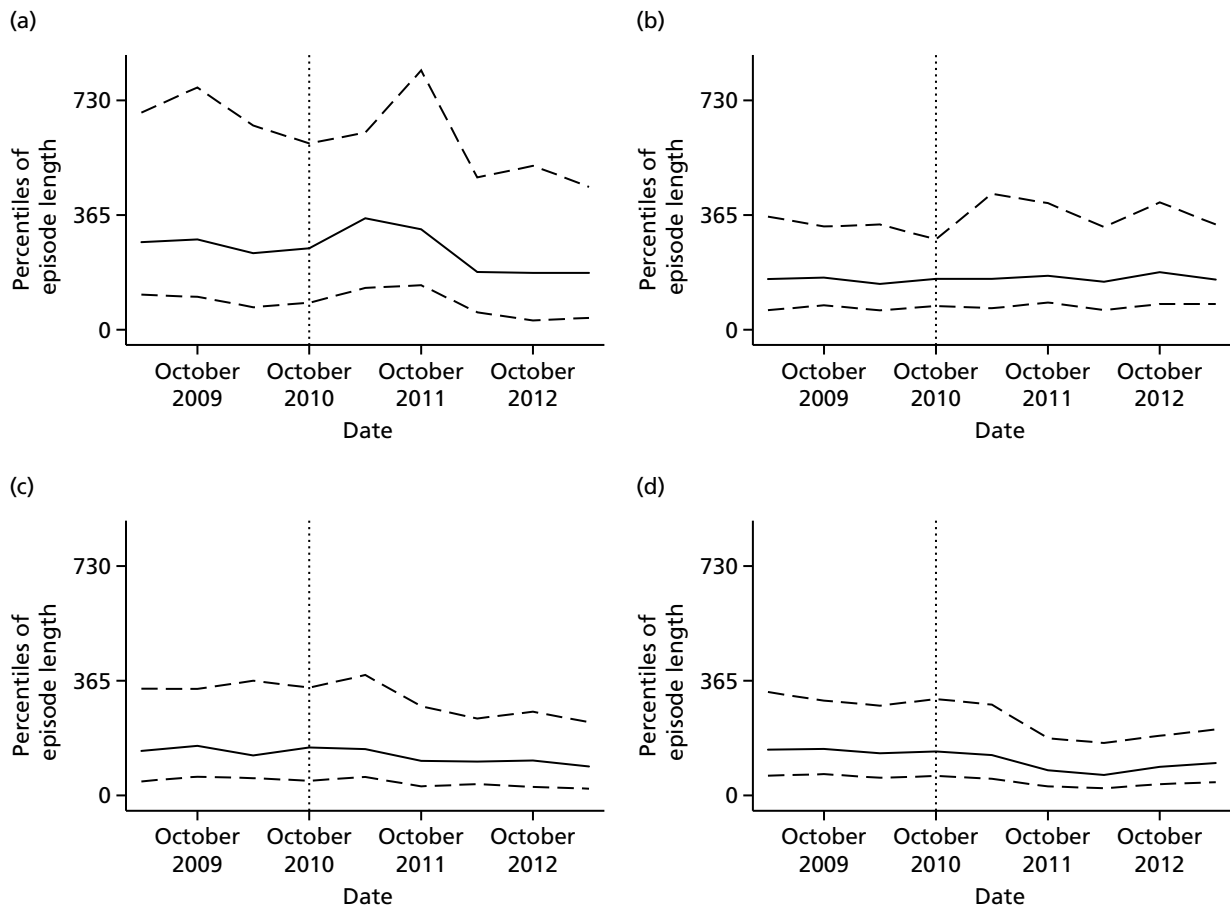 (a)
Percentiles of
episode length
730
365
0
October
2009
October
2010
October
2011
October
2012
Date
(b)
Percentiles of
episode length
730
365
0
October
2009
October
2010
October
2011
October
2012
Date
(c)
Percentiles of
episode length
730
365
0
October
2009
October
2010
October
2011
October
2012
Date
(d)
Percentiles of
episode length
730
365
0
October
2009
October
2010
October
2011
October
2012
Date